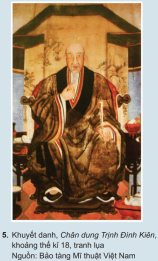 5. Khuyết danh, Chân dung Trịnh Đình Kiên,
khoảng thế kỉ 18, tranh lụa
Nguồn: Bảo tàng Mĩ thuật Việt Nam